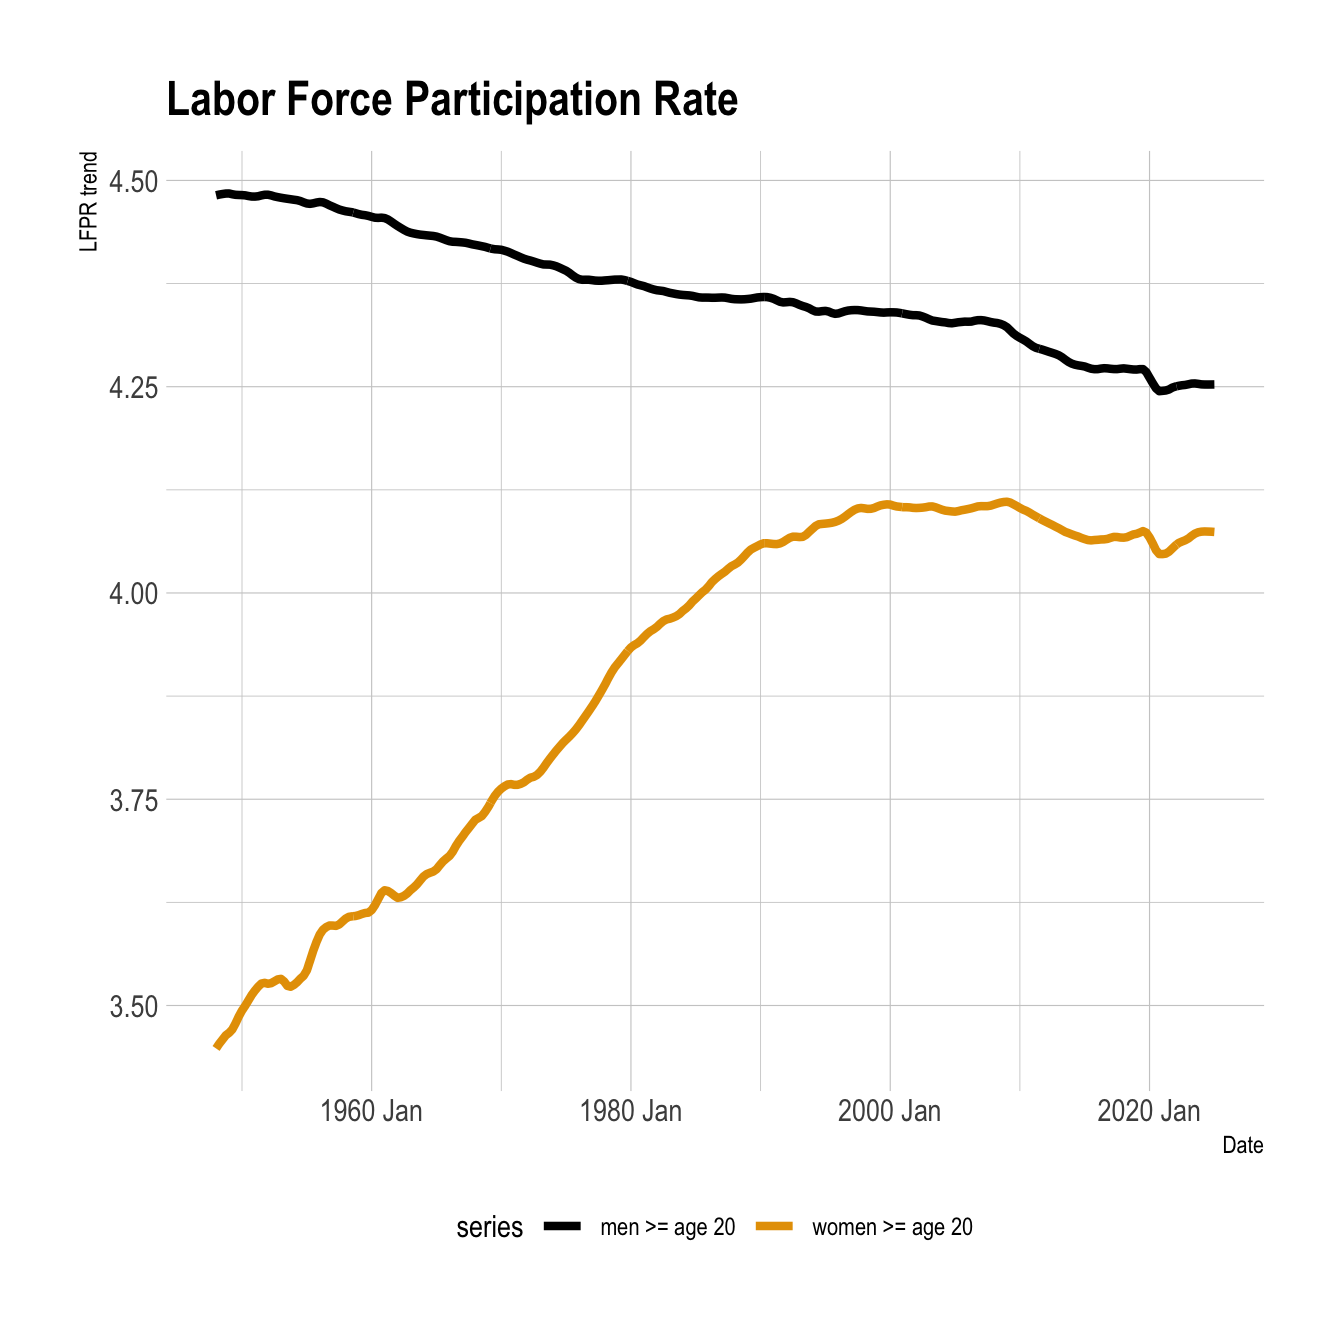 Labor Force Participation Rate
LFPR trend
4.50
4.25
4.00
3.75
3.50
1960 Jan 1980 Jan 2000 Jan 2020 Jan
Date
series men >= age 20 women >= age 20